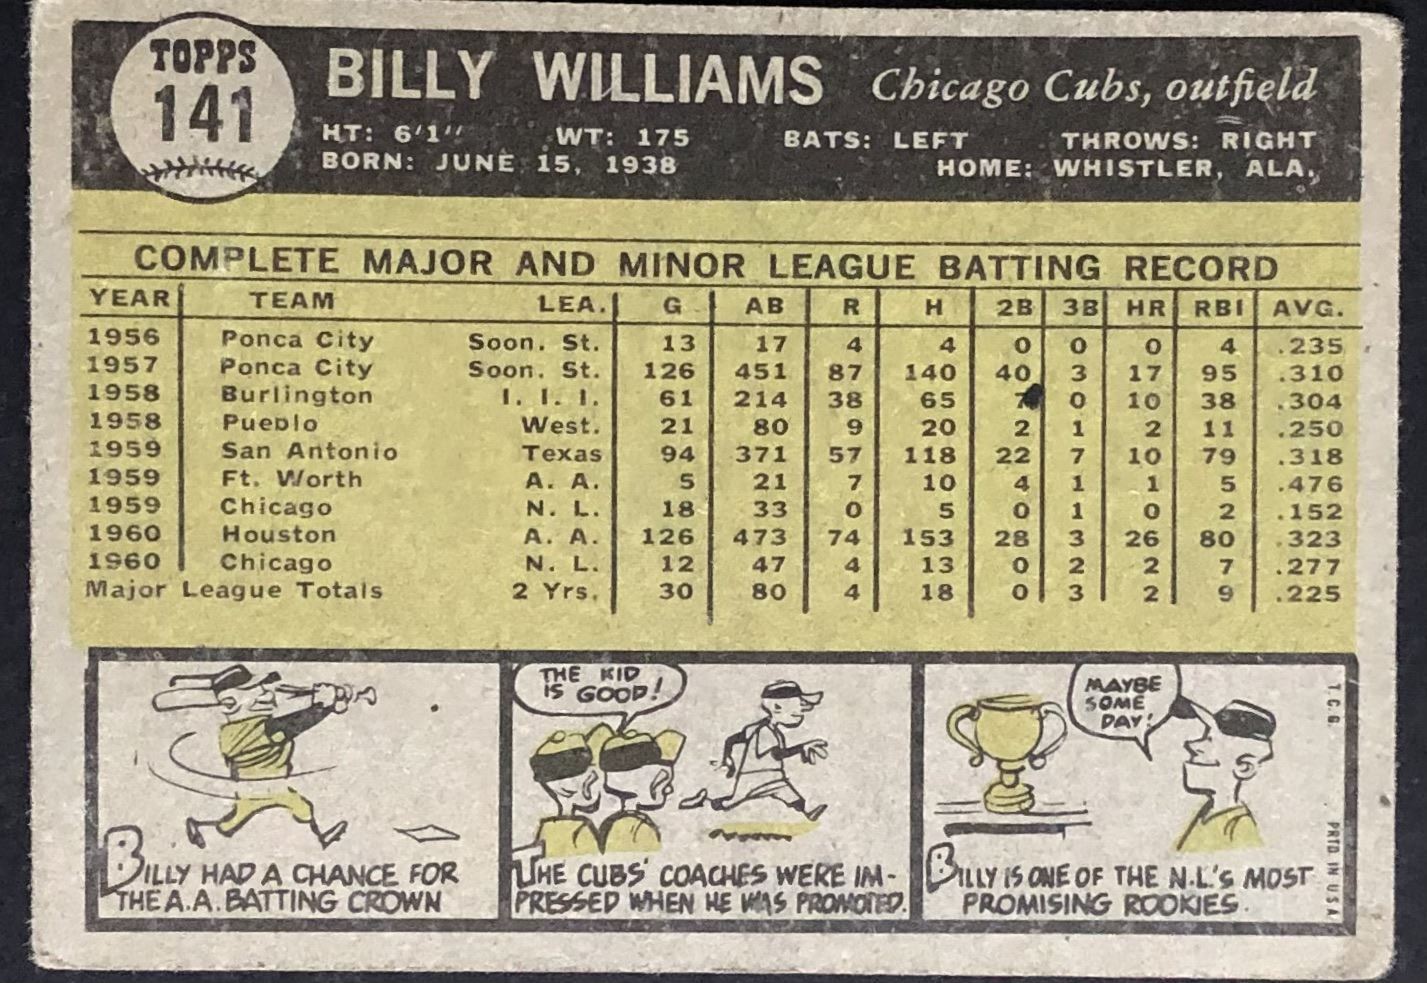 TOPPS
141
BILLY WILLIAMS Chicago Cubs, outfield
HT: 6'1" WT: 175 BATS: LEFT THROWS: RIGHT
BORN: JUNE 15, 1938 HOME: WHISTLER, ALA.
COMPLETE MAJOR AND MINOR LEAGUE BATTING RECORD
YEAR TEAM LEA. G AB R H 2B 3B HR RBI AVG.
1956 Ponca City Soon. St. 13 17 4 4 0 0 0 4 .235
1957 Ponca City Soon. St. 126 451 87 140 40 3 17 95 .310
1958 Burlington I. I. I. 61 214 38 65 7 0 10 38 .304
1958 Pueblo West. 21 80 9 20 2 1 2 11 .250
1959 San Antonio Texas 94 371 57 118 22 7 10 79 .318
1959 Ft. Worth A. A. 5 21 7 10 4 1 1 5 .476
1959 Chicago N. L. 18 33 0 5 0 1 0 2 .152
1960 Houston A. A. 126 473 74 153 28 3 26 80 .323
1960 Chicago N. L. 12 47 4 13 0 2 2 7 .277
Major League Totals 2 Yrs. 30 80 4 18 0 3 2 9 .225
BILLY HAD A CHANCE FOR
THE A.A. BATTING CROWN
THE KID
IS GOOD!
THE CUBS' COACHES WERE IM-
PRESSED WHEN HE WAS PROMOTED.
MAYBE
SOME
DAY!
BILLY IS ONE OF THE N.L.'S MOST
PROMISING ROOKIES.
T.C.G.
PRTD IN U.S.A.